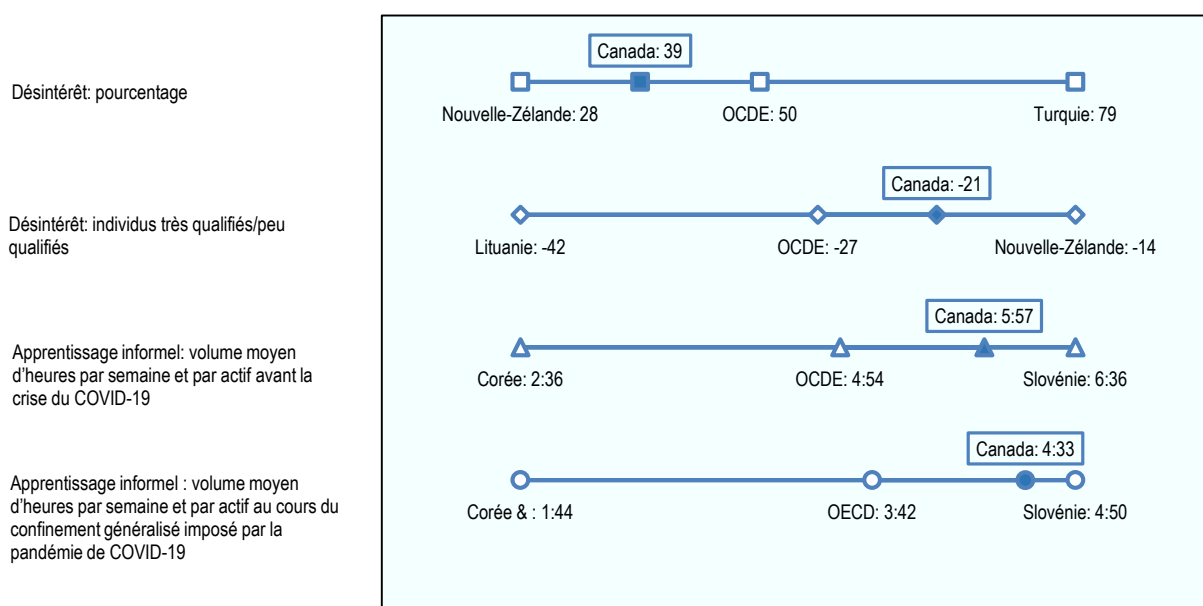 Canada: 39
Désintérêt: pourcentage
Nouvelle-Zélande: 28
OCDE: 50
Turquie: 79
Canada: -21
Désintérêt: individus très qualifiés/peu
qualifiés
Lituanie: -42
OCDE: -27
Nouvelle-Zélande: -14
Canada: 5:57
Apprentissage informel: volume moyen
d'heures par semaine et par actif avant la
crise du COVID-19
Corée: 2:36
OCDE: 4:54
Slovénie: 6:36
Canada: 4:33
Apprentissage informel : volume moyen
d'heures par semaine et par actif au cours du
confinement généralisé imposé par la
pandémie de COVID-19
Corée & : 1:44
OECD: 3:42
Slovénie: 4:50